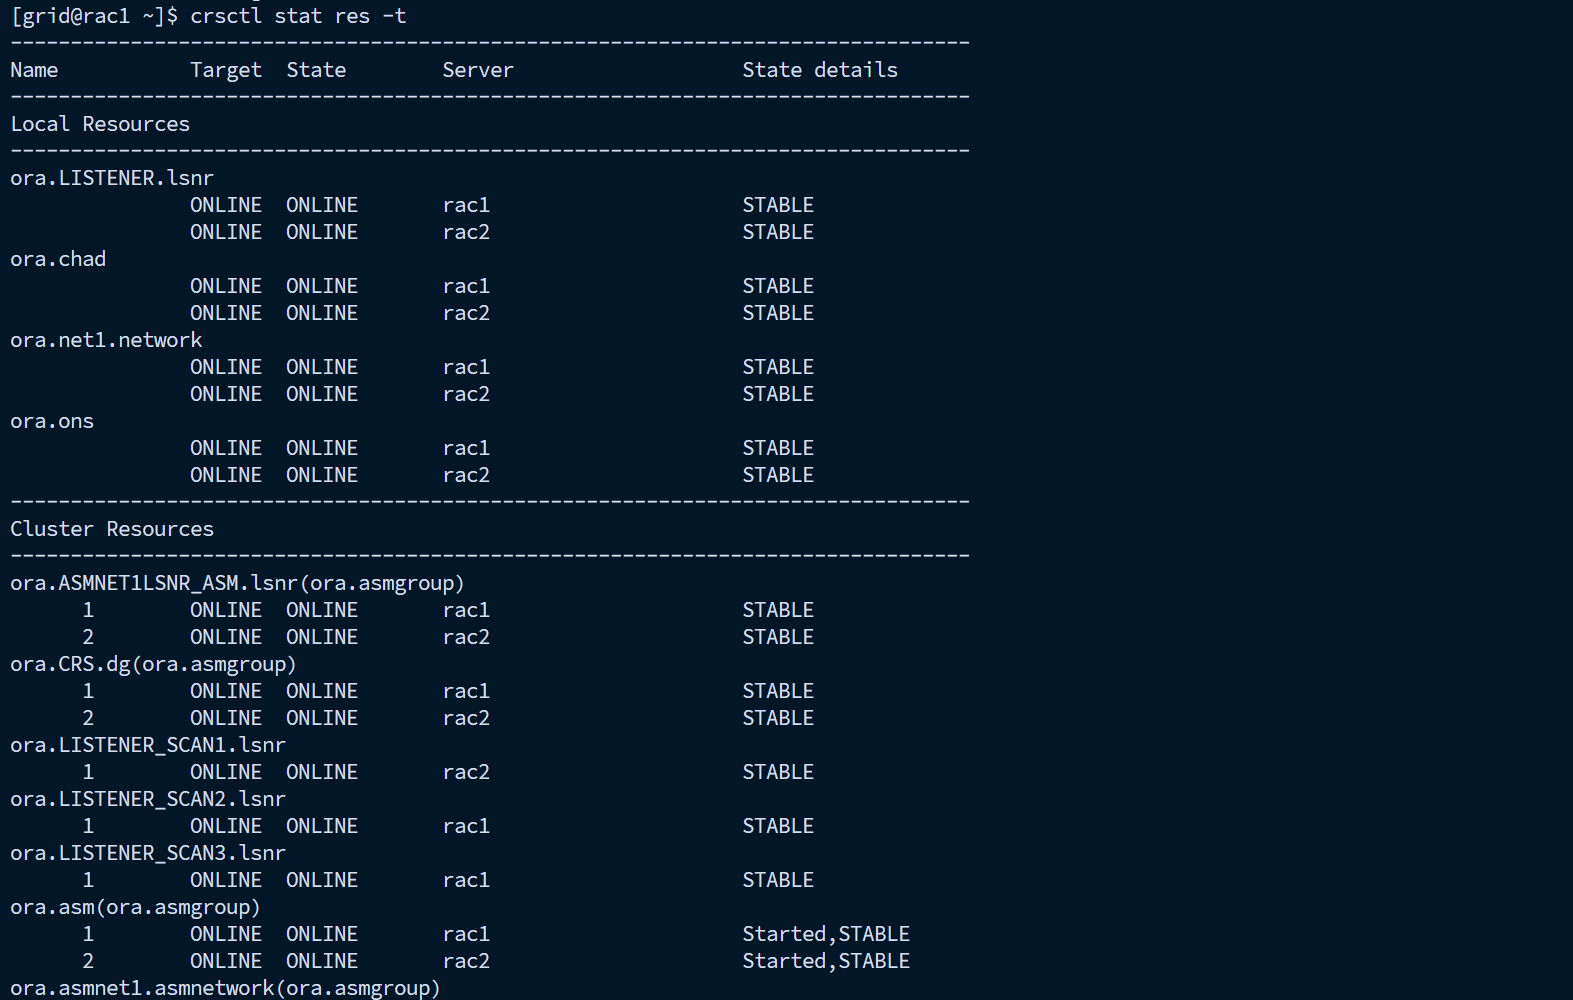 [grid@rac1 ~]$ crsctl stat res -t
--------------------------------------------------------------------------------
Name           Target  State        Server                   State details
--------------------------------------------------------------------------------
Local Resources
--------------------------------------------------------------------------------
ora.LISTENER.lsnr
               ONLINE  ONLINE       rac1                     STABLE
               ONLINE  ONLINE       rac2                     STABLE
ora.chad
               ONLINE  ONLINE       rac1                     STABLE
               ONLINE  ONLINE       rac2                     STABLE
ora.net1.network
               ONLINE  ONLINE       rac1                     STABLE
               ONLINE  ONLINE       rac2                     STABLE
ora.ons
               ONLINE  ONLINE       rac1                     STABLE
               ONLINE  ONLINE       rac2                     STABLE
--------------------------------------------------------------------------------
Cluster Resources
--------------------------------------------------------------------------------
ora.ASMNET1LSNR_ASM.lsnr(ora.asmgroup)
      1        ONLINE  ONLINE       rac1                     STABLE
      2        ONLINE  ONLINE       rac2                     STABLE
ora.CRS.dg(ora.asmgroup)
      1        ONLINE  ONLINE       rac1                     STABLE
      2        ONLINE  ONLINE       rac2                     STABLE
ora.LISTENER_SCAN1.lsnr
      1        ONLINE  ONLINE       rac2                     STABLE
ora.LISTENER_SCAN2.lsnr
      1        ONLINE  ONLINE       rac1                     STABLE
ora.LISTENER_SCAN3.lsnr
      1        ONLINE  ONLINE       rac1                     STABLE
ora.asm(ora.asmgroup)
      1        ONLINE  ONLINE       rac1                     Started,STABLE
      2        ONLINE  ONLINE       rac2                     Started,STABLE
ora.asmnet1.asmnetwork(ora.asmgroup)